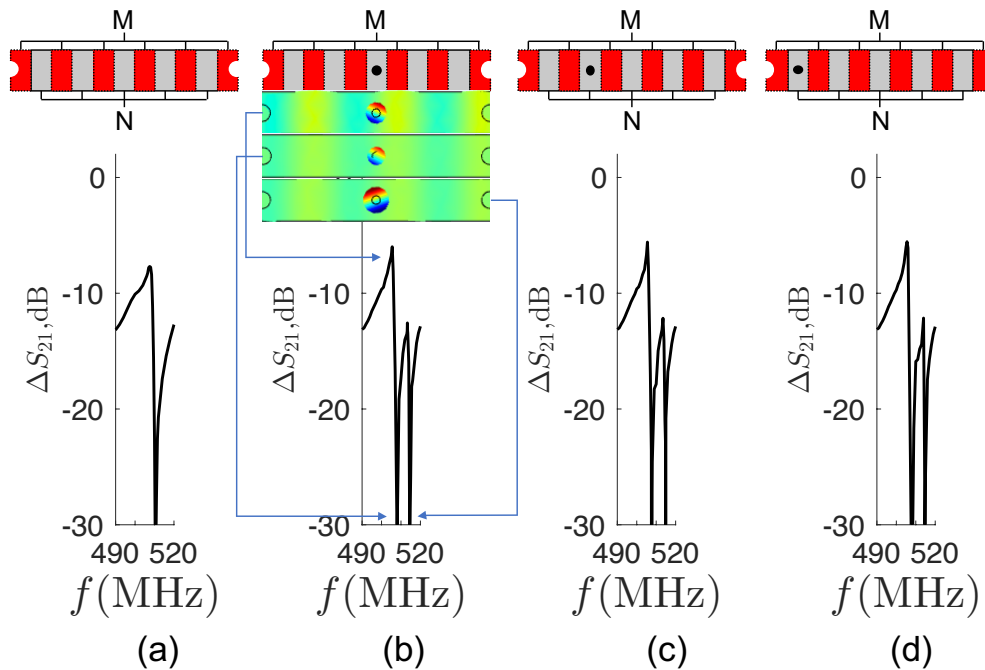 M M M M
N N N N
0 0 0 0
-10 -10 -10 -10
-20 -20 -20 -20
-30 -30 -30 -30
ΔS21,dB ΔS21,dB ΔS21,dB ΔS21,dB
490 520 490 520 490 520 490 520
f(MHz) f(MHz) f(MHz) f(MHz)
(a) (b) (c) (d)